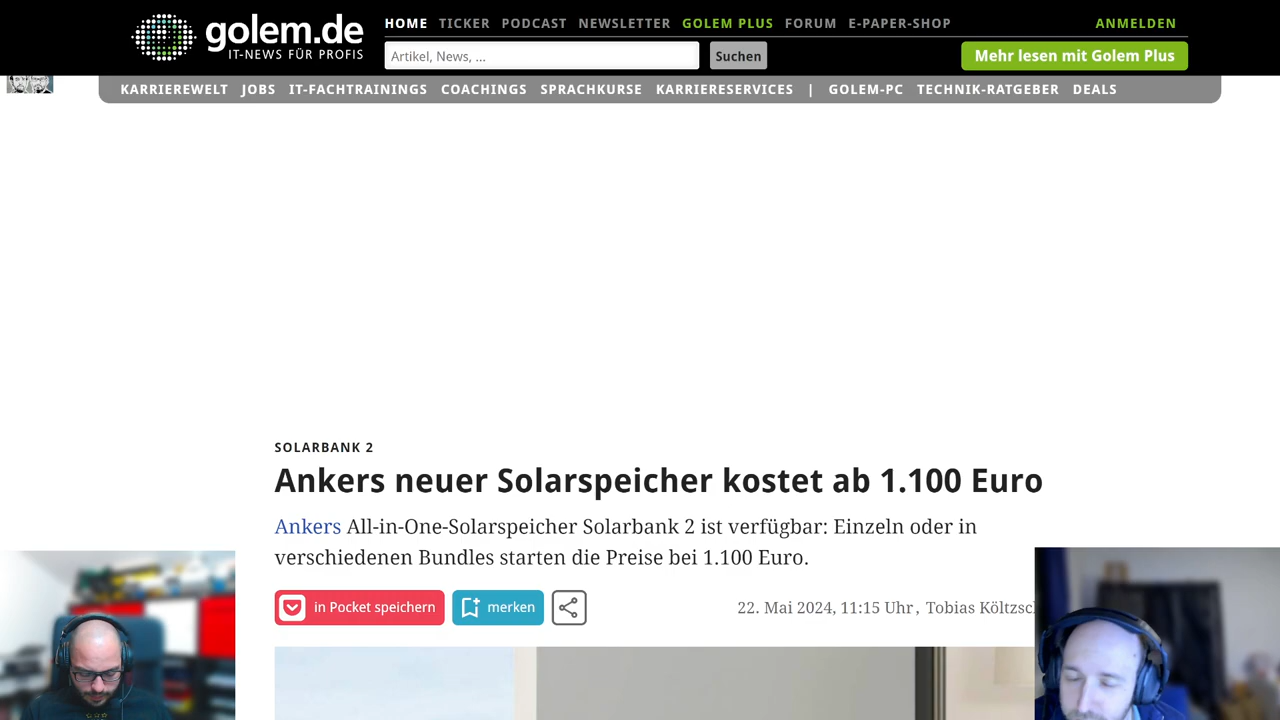 golem.de
IT-NEWS FÜR PROFIS
HOME TICKER PODCAST NEWSLETTER GOLEM PLUS FORUM E-PAPER-SHOP ANMELDEN
Artikel, News, ... Suchen Mehr lesen mit Golem Plus
KARRIEREWELT JOBS IT-FACHTRAININGS COACHINGS SPRACHKURSE KARRIERESERVICES | GOLEM-PC TECHNIK-RATGEBER DEALS
SOLARBANK 2
Ankers neuer Solarspeicher kostet ab 1.100 Euro
Ankers All-in-One-Solarspeicher Solarbank 2 ist verfügbar: Einzeln oder in
verschiedenen Bundles starten die Preise bei 1.100 Euro.
in Pocket speichern merken 22. Mai 2024, 11:15 Uhr, Tobias Költzsch